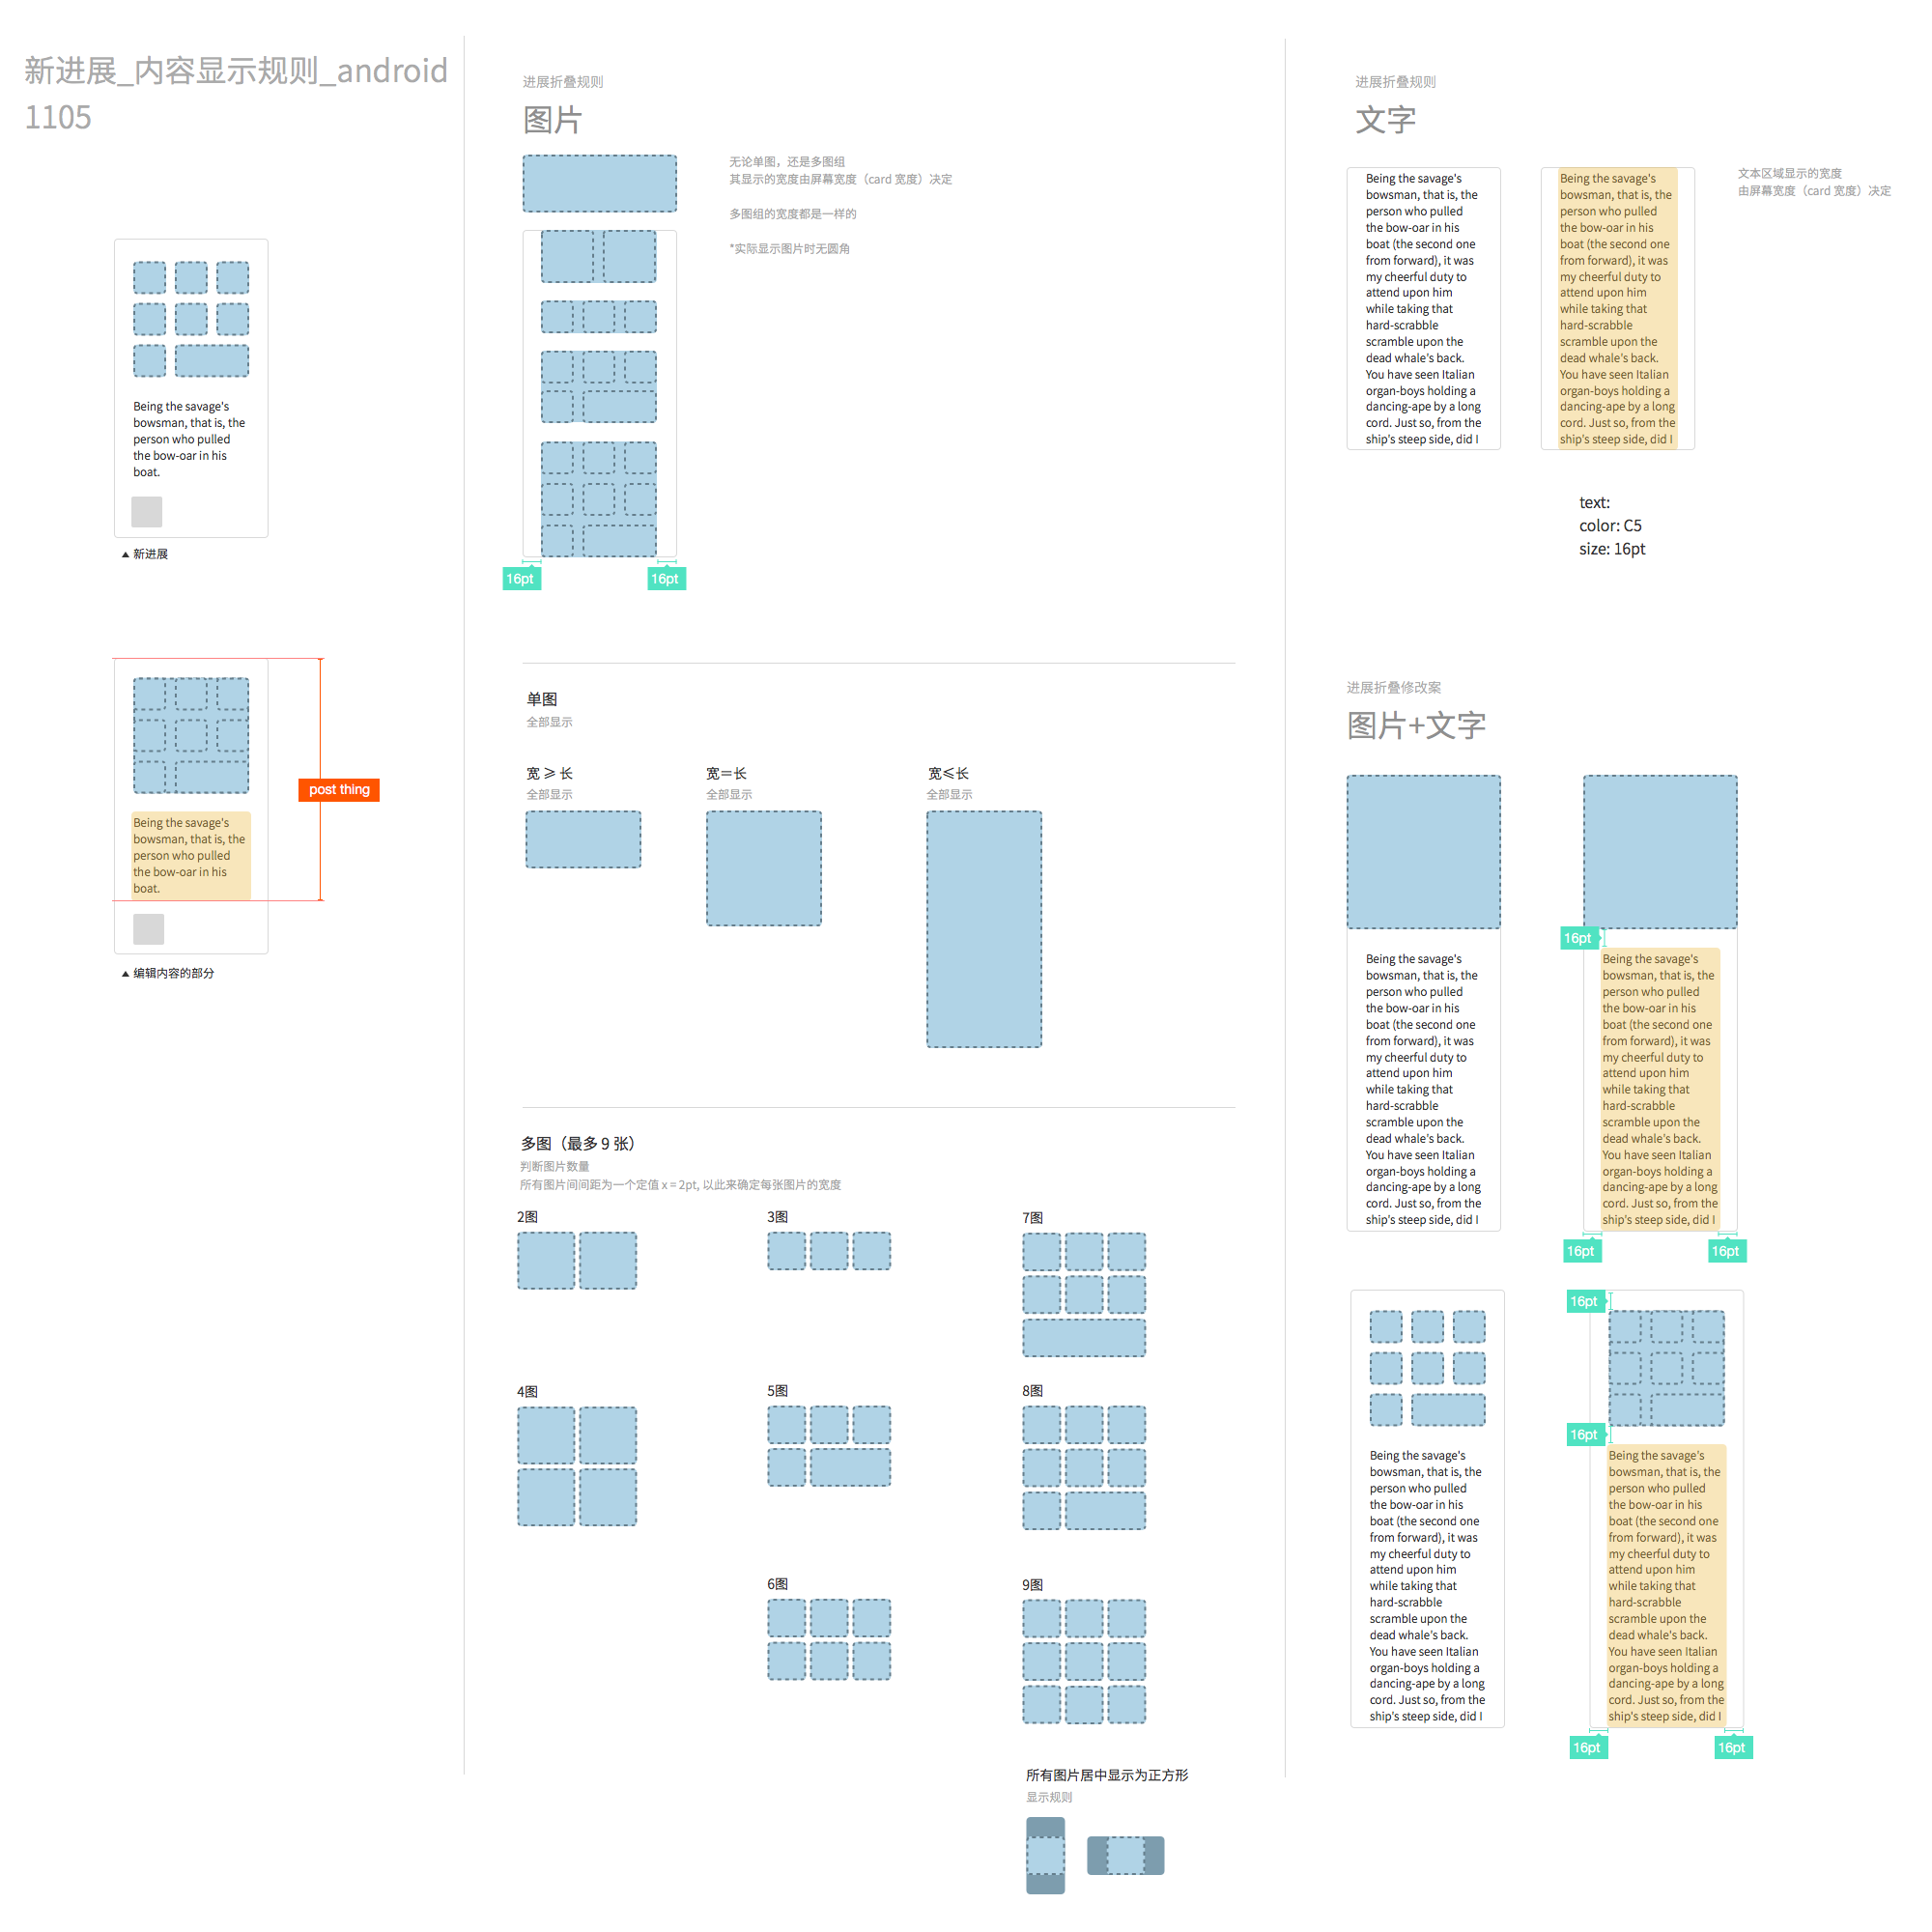 新进展_内容显示规则_android
1105
Being the savage's
bowsman, that is, the
person who pulled
the bow-oar in his
boat.
▲ 新进展
post thing
Being the savage's
bowsman, that is, the
person who pulled
the bow-oar in his
boat.
▲ 编辑内容的部分
进展折叠规则
图片
无论单图，还是多图组
其显示的宽度由屏幕宽度（card 宽度）决定
多图组的宽度都是一样的
*实际显示图片时无圆角
16pt
16pt
单图
全部显示
宽 ⩾ 长
全部显示
宽＝长
全部显示
宽⩽长
全部显示
多图（最多 9 张）
判断图片数量
所有图片间间距为一个定值 x = 2pt, 以此来确定每张图片的宽度
2图
3图
7图
4图
5图
8图
6图
9图
所有图片居中显示为正方形
显示规则
进展折叠规则
文字
Being the savage's
bowsman, that is, the
person who pulled
the bow-oar in his
boat (the second one
from forward), it was
my cheerful duty to
attend upon him
while taking that
hard-scrabble
scramble upon the
dead whale's back.
You have seen Italian
organ-boys holding a
dancing-ape by a long
cord. Just so, from the
ship's steep side, did I
Being the savage's
bowsman, that is, the
person who pulled
the bow-oar in his
boat (the second one
from forward), it was
my cheerful duty to
attend upon him
while taking that
hard-scrabble
scramble upon the
dead whale's back.
You have seen Italian
organ-boys holding a
dancing-ape by a long
cord. Just so, from the
ship's steep side, did I
文本区域显示的宽度
由屏幕宽度（card 宽度）决定
text:
color: C5
size: 16pt
进展折叠修改案
图片+文字
Being the savage's
bowsman, that is, the
person who pulled
the bow-oar in his
boat (the second one
from forward), it was
my cheerful duty to
attend upon him
while taking that
hard-scrabble
scramble upon the
dead whale's back.
You have seen Italian
organ-boys holding a
dancing-ape by a long
cord. Just so, from the
ship's steep side, did I
16pt
Being the savage's
bowsman, that is, the
person who pulled
the bow-oar in his
boat (the second one
from forward), it was
my cheerful duty to
attend upon him
while taking that
hard-scrabble
scramble upon the
dead whale's back.
You have seen Italian
organ-boys holding a
dancing-ape by a long
cord. Just so, from the
ship's steep side, did I
16pt
16pt
Being the savage's
bowsman, that is, the
person who pulled
the bow-oar in his
boat (the second one
from forward), it was
my cheerful duty to
attend upon him
while taking that
hard-scrabble
scramble upon the
dead whale's back.
You have seen Italian
organ-boys holding a
dancing-ape by a long
cord. Just so, from the
ship's steep side, did I
16pt
16pt
Being the savage's
bowsman, that is, the
person who pulled
the bow-oar in his
boat (the second one
from forward), it was
my cheerful duty to
attend upon him
while taking that
hard-scrabble
scramble upon the
dead whale's back.
You have seen Italian
organ-boys holding a
dancing-ape by a long
cord. Just so, from the
ship's steep side, did I
16pt
16pt